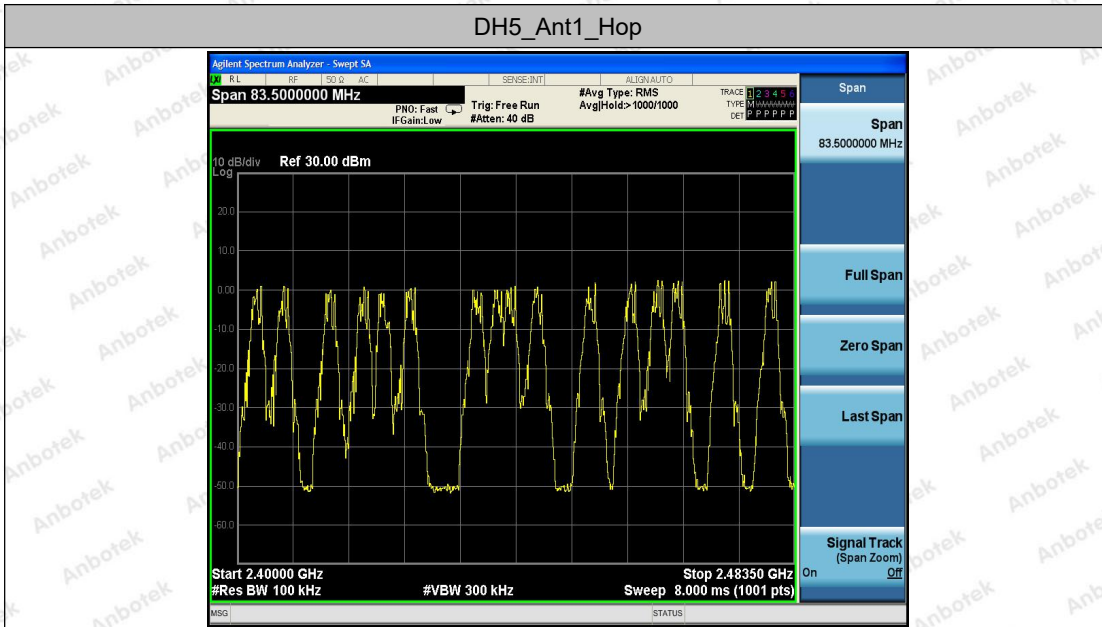 DH5_Ant1_Hop
Agilent Spectrum Analyzer - Swept SA
RL RF 50 Ω AC SENSE:INT ALIGNAUTO
Span 83.5000000 MHz
PNO: Fast
IFGain:Low
Trig: Free Run
#Atten: 40 dB
#Avg Type: RMS
Avg|Hold:>1000/1000
TRACE 1 2 3 4 5 6
TYPE M
DET P P P P P P
Span
Span
83.5000000 MHz
Full Span
Zero Span
Last Span
Signal Track
(Span Zoom)
On Off
10 dB/div Ref 30.00 dBm
Log
20.0
10.0
0.00
-10.0
-20.0
-30.0
-40.0
-50.0
-60.0
Start 2.40000 GHz Stop 2.48350 GHz
#Res BW 100 kHz #VBW 300 kHz Sweep 8.000 ms (1001 pts)
MSG STATUS
Anbotek